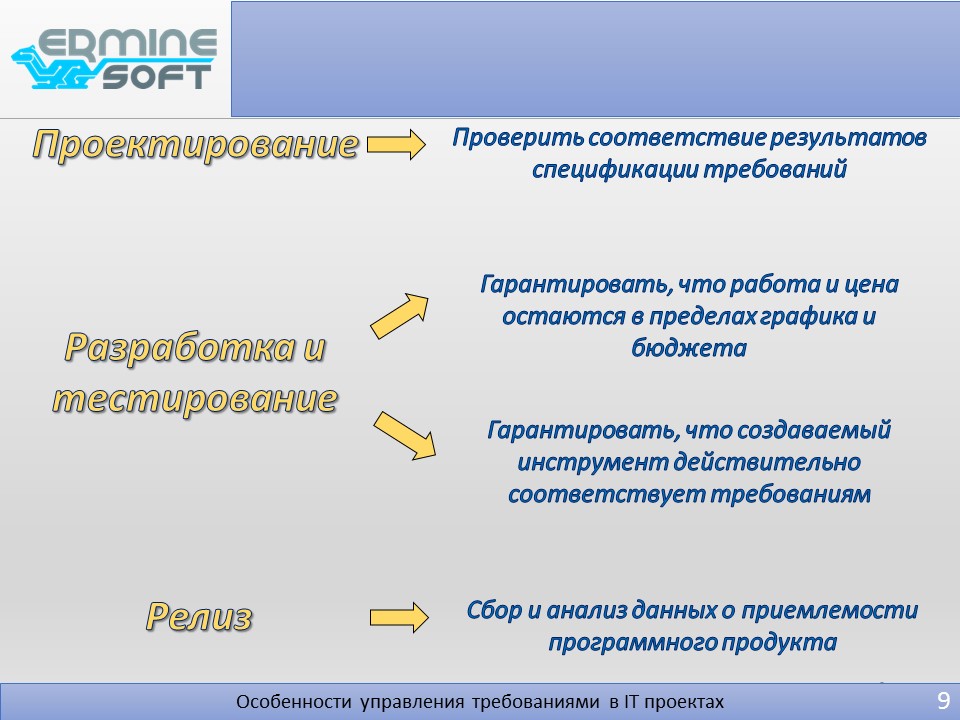 ERMINE
SOFT
Проектирование
Проверить соответствие результатов
спецификации требований
Разработка и
тестирование
Гарантировать, что работа и цена
остаются в пределах графика и
бюджета
Гарантировать, что создаваемый
инструмент действительно
соответствует требованиям
Релиз
Сбор и анализ данных о приемлемости
программного продукта
Особенности управления требованиями в IT проектах
9